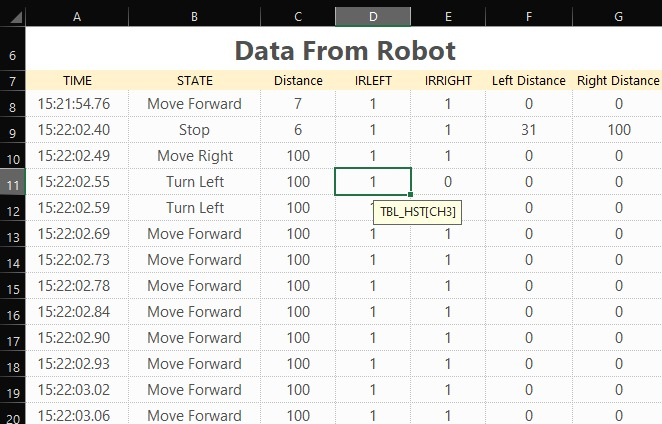 A B C D E F G
6 Data From Robot
7 TIME STATE Distance IRLEFT IRRIGHT Left Distance Right Distance
8 15:21:54.76 Move Forward 7 1 1 0 0
9 15:22:02.40 Stop 6 1 1 31 100
10 15:22:02.49 Move Right 100 1 1 0 0
11 15:22:02.55 Turn Left 100 1 0 0 0
12 15:22:02.59 Turn Left 100 0 0
TBL_HST[CH3]
13 15:22:02.69 Move Forward 100 1 1 0 0
14 15:22:02.73 Move Forward 100 1 1 0 0
15 15:22:02.78 Move Forward 100 1 1 0 0
16 15:22:02.84 Move Forward 100 1 1 0 0
17 15:22:02.90 Move Forward 100 1 1 0 0
18 15:22:02.93 Move Forward 100 1 1 0 0
19 15:22:03.02 Move Forward 100 1 1 0 0
20 15:22:03.06 Move Forward 100 1 1 0 0